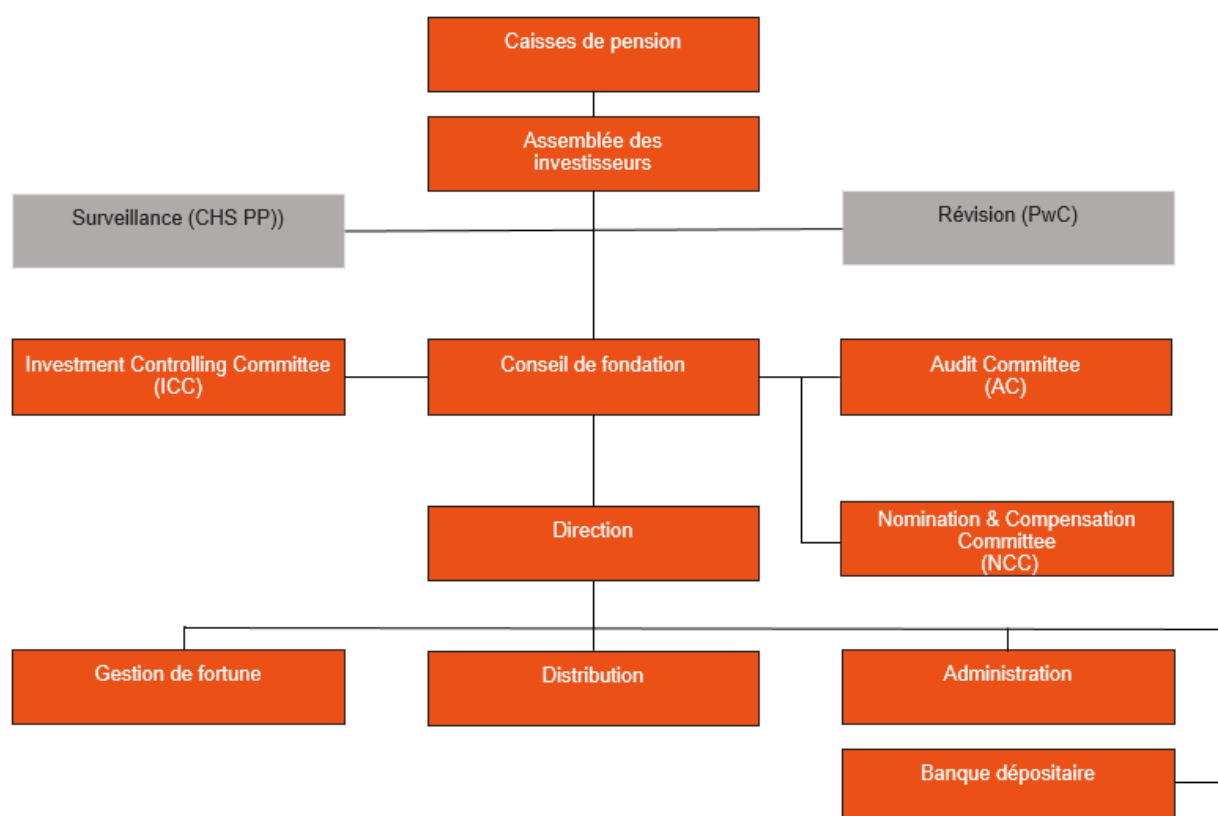 Caisses de pension
Assemblée des
investisseurs
Surveillance (CHS PP))
Révision (PwC)
Investment Controlling Committee
(ICC)
Conseil de fondation
Audit Committee
(AC)
Direction
Nomination & Compensation
Committee
(NCC)
Gestion de fortune
Distribution
Administration
Banque dépositaire